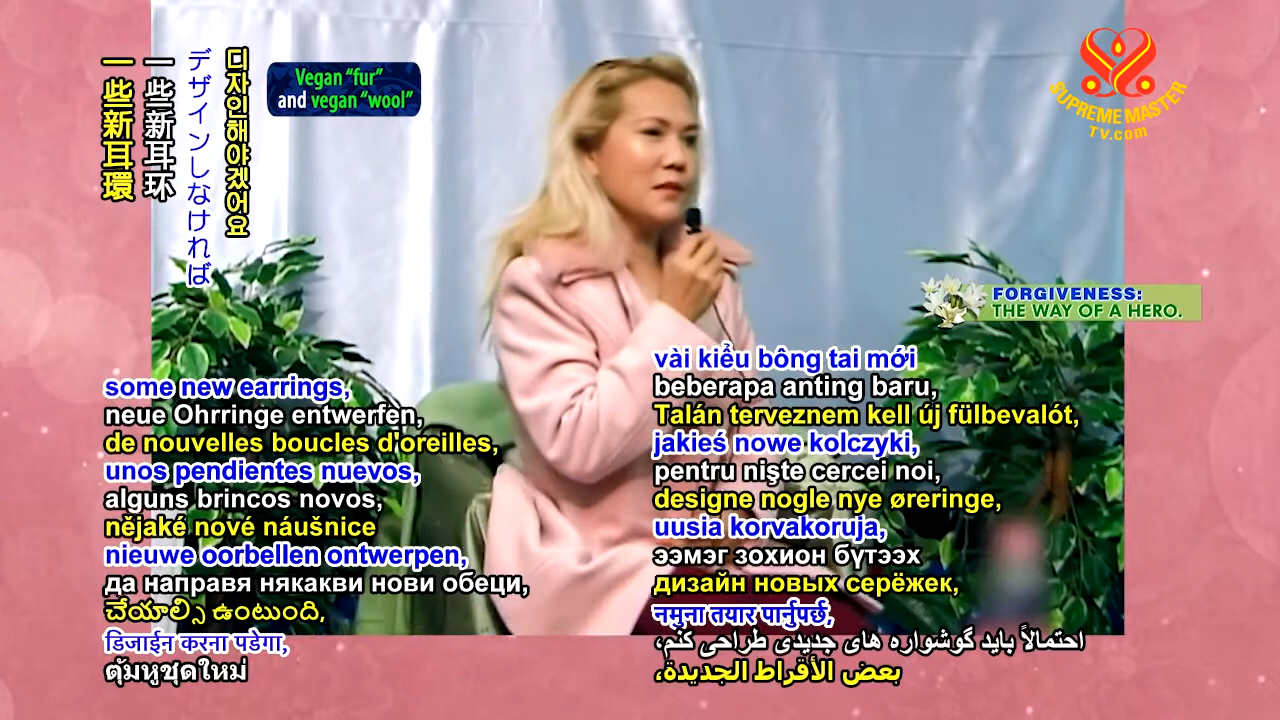 디자인해야겠어요
デザインしなければ
一些新耳环
一些新耳環
Vegan “fur”
and vegan “wool”
SUPREME MASTER
TV.com
FORGIVENESS:
THE WAY OF A HERO.
some new earrings,
neue Ohrringe entwerfen,
de nouvelles boucles d'oreilles,
unos pendientes nuevos,
alguns brincos novos,
nějaké nové náušnice
nieuwe oorbellen ontwerpen,
да направя някакви нови обеци,
చేయాల్సి ఉంటుంది,
डिजाईन करना पडेगा,
ตุ้มหูชุดใหม่
vài kiểu bông tai mới
beberapa anting baru,
Talán terveznem kell új fülbevalót,
jakieś nowe kolczyki,
pentru nişte cercei noi,
designe nogle nye øreringe,
uusia korvakoruja,
ээмэг зохион бүтээх
дизайн новых серёжек,
नमुना तयार पार्नुपर्छ,
احتمالاً باید گوشواره های جدیدی طراحی کنم،
بعض الأقراط الجديدة،